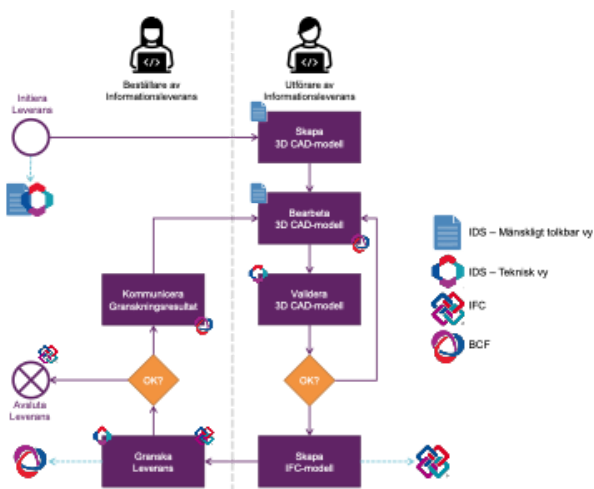 Beställare av
Informationsleverans
Utförare av
Informationsleverans
Initiera
Leverans
Skapa
3D CAD-modell
Bearbeta
3D CAD-modell
Kommunicera
Granskningsresultat
Validera
3D CAD-modell
OK?
OK?
Avsluta
Leverans
Granska
Leverans
Skapa
IFC-modell
IDS – Mänskligt tolkbar vy
IDS – Teknisk vy
IFC
BCF